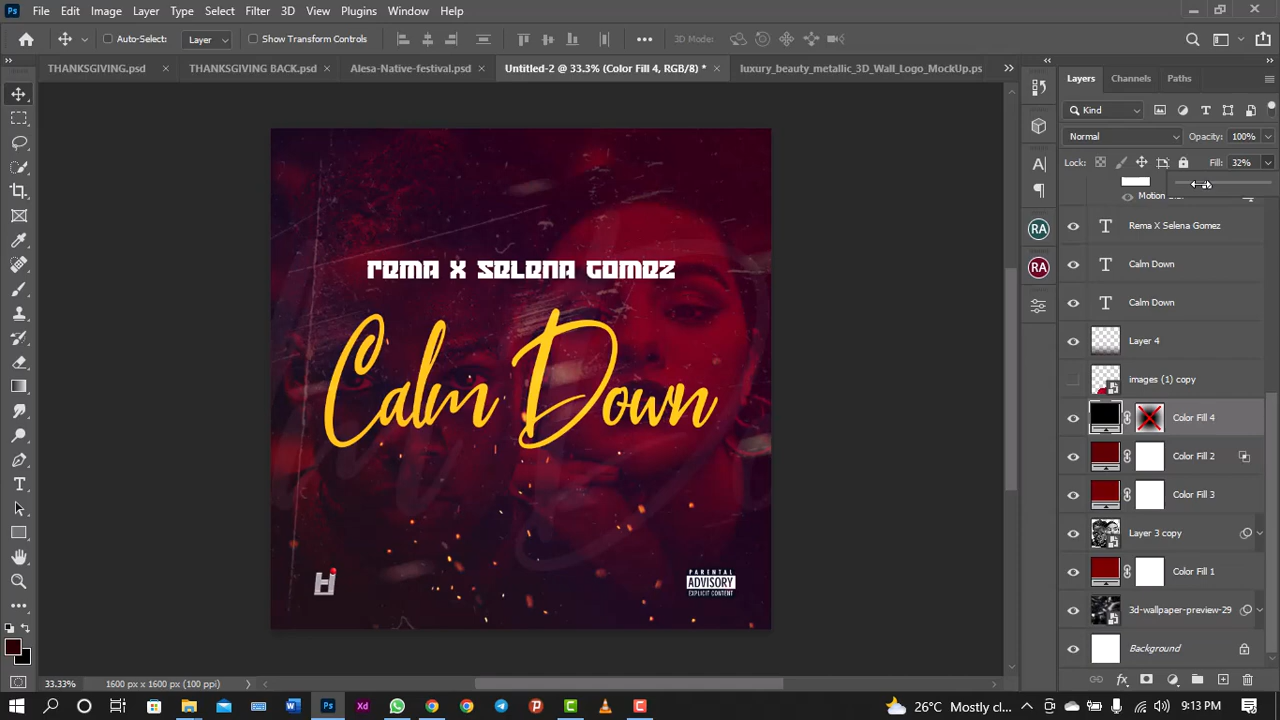 Ps File Edit Image Layer Type Select Filter 3D View Plugins Window Help
Auto-Select: Layer Show Transform Controls 3D Mode:
THANKSGIVING.psd × THANKSGIVING BACK.psd × Alesa-Native-festival.psd × Untitled-2 @ 33.3% (Color Fill 4, RGB/8) * × luxury_beauty_metallic_3D_Wall_Logo_MockUp.ps
Layers Channels Paths
Kind
Normal Opacity: 100%
Lock: Fill: 32%
Rema X Selena Gomez
Calm Down
Calm Down
Layer 4
images (1) copy
Color Fill 4
Color Fill 2
Color Fill 3
Layer 3 copy
Color Fill 1
3d-wallpaper-preview-29
Background
RA
RA
rema x selena gomez
Calm Down
PARENTAL
ADVISORY
EXPLICIT CONTENT
33.33% 1600 px x 1600 px (100 ppi)
26°C Mostly cl... 9:13 PM